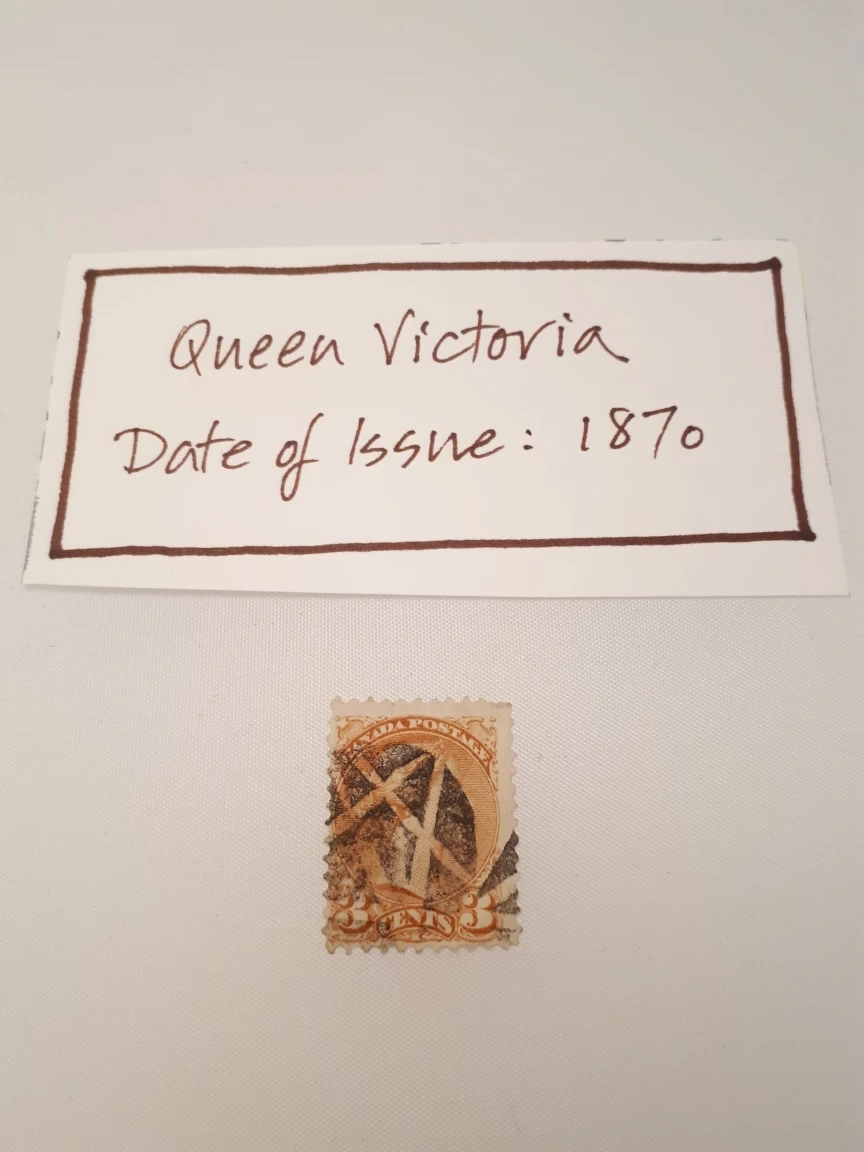 Queen Victoria
Date of Issue: 1870
CANADA POSTAGE
3 CENTS 3